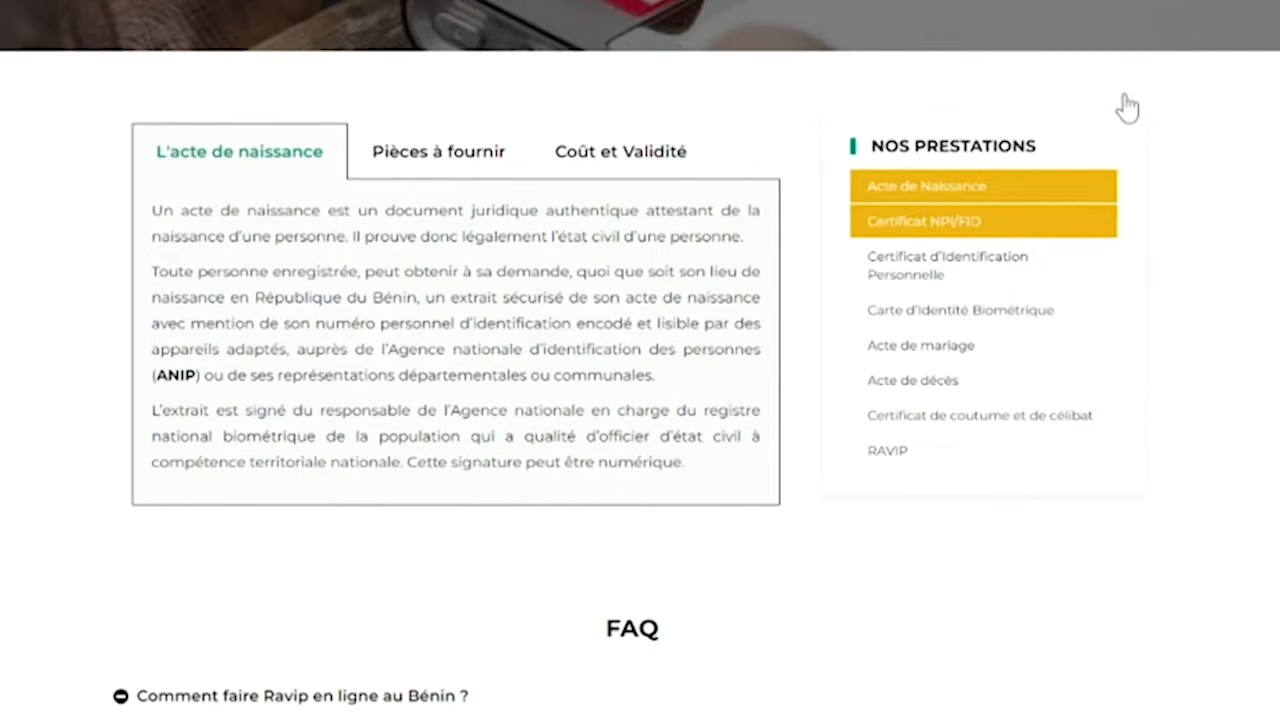 L'acte de naissance
Pièces à fournir
Coût et Validité
Un acte de naissance est un document juridique authentique attestant de la
naissance d'une personne. Il prouve donc légalement l'état civil d'une personne.
Toute personne enregistrée, peut obtenir à sa demande, quoi que soit son lieu de
naissance en République du Bénin, un extrait sécurisé de son acte de naissance
avec mention de son numéro personnel d'identification encodé et lisible par des
appareils adaptés, auprès de l'Agence nationale d'identification des personnes
(ANIP) ou de ses représentations départementales ou communales.
L'extrait est signé du responsable de l'Agence nationale en charge du registre
national biométrique de la population qui a qualité d'officier d'état civil à
compétence territoriale nationale. Cette signature peut être numérique.
NOS PRESTATIONS
Acte de Naissance
Certificat NPI/FID
Certificat d'Identification
Personnelle
Carte d'Identité Biométrique
Acte de mariage
Acte de décès
Certificat de coutume et de célibat
RAVIP
FAQ
Comment faire Ravip en ligne au Bénin ?